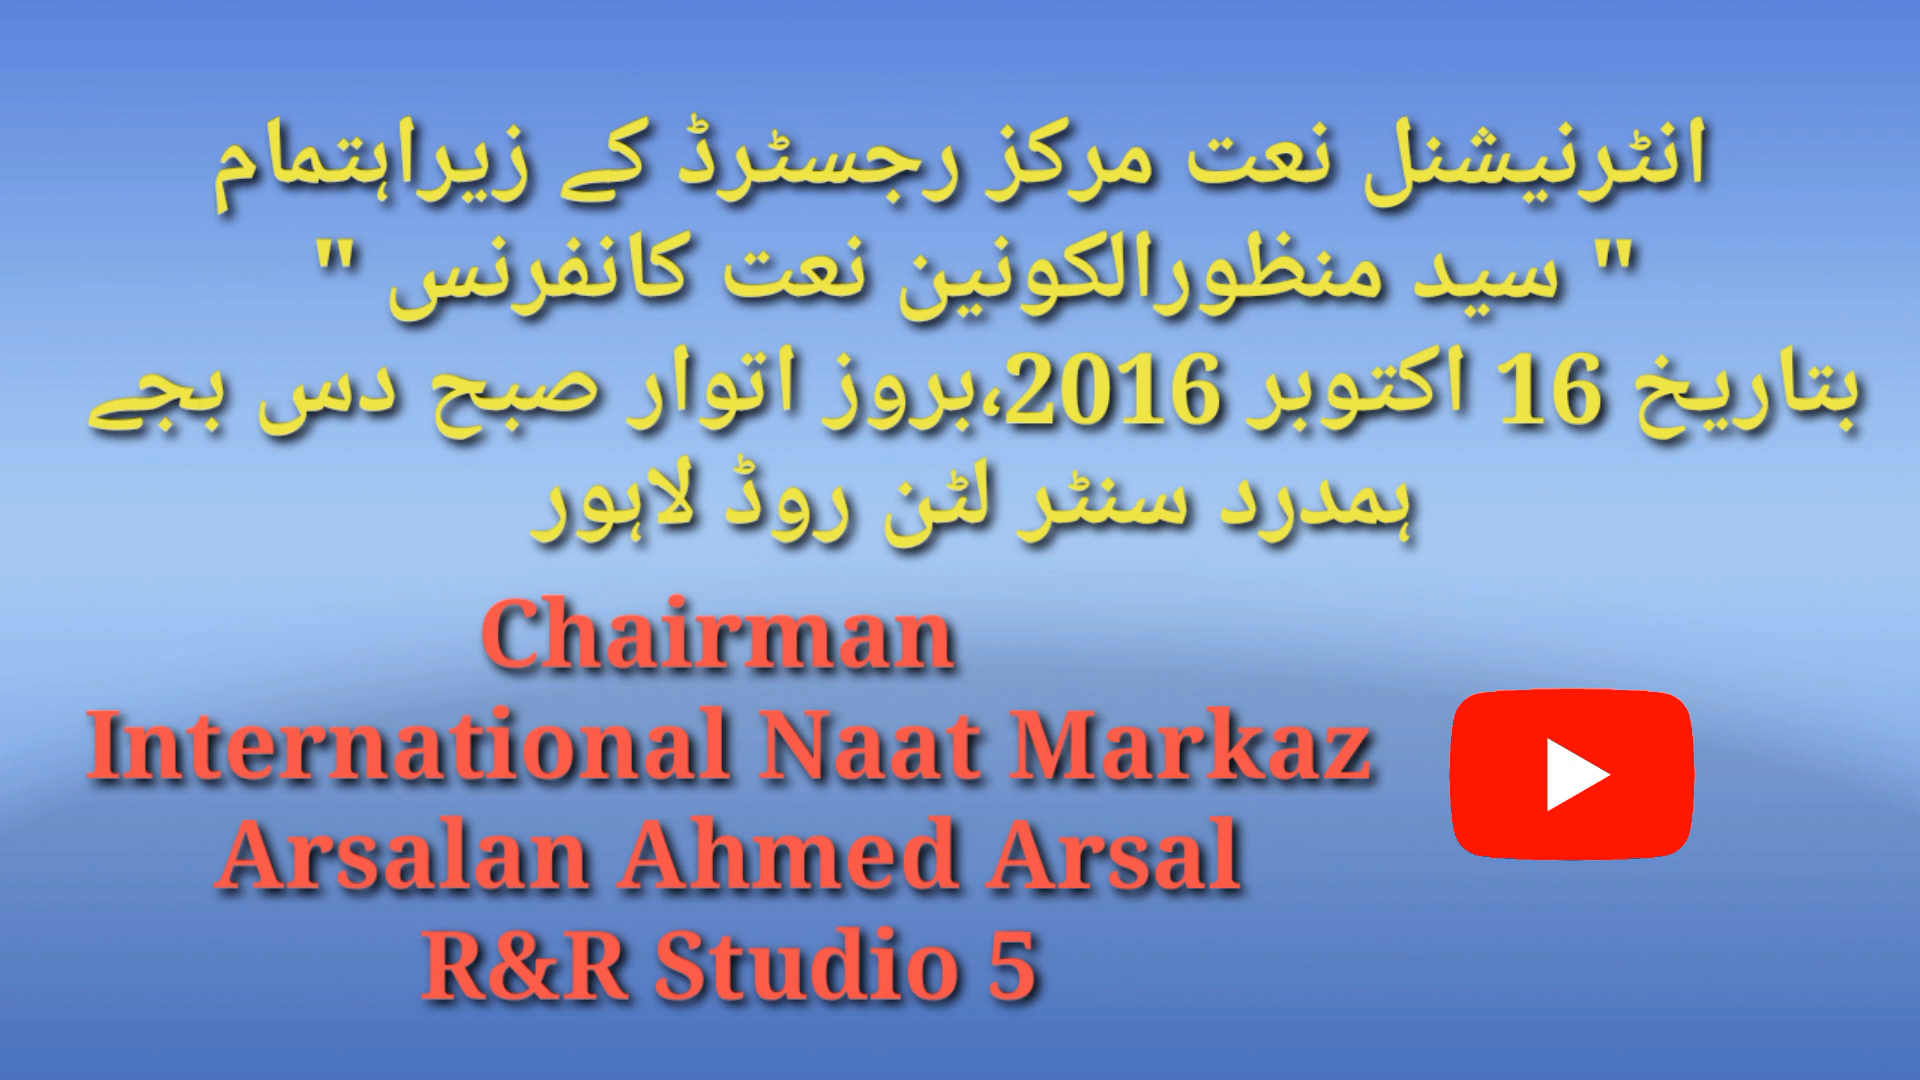 انٹرنیشنل نعت مرکز رجسٹرڈ کے زیراہتمام
" سید منظورالکونین نعت کانفرنس "
بتاریخ 16 اکتوبر 2016،بروز اتوار صبح دس بجے
ہمدرد سنٹر لٹن روڈ لاہور
Chairman
International Naat Markaz
Arsalan Ahmed Arsal
R&R Studio 5